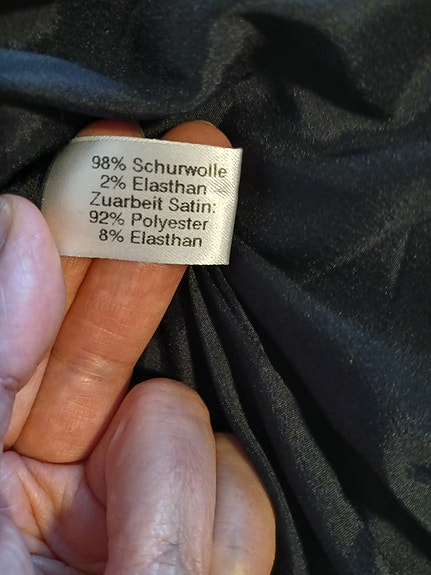 98% Schurwolle
2% Elasthan
Zuarbeit Satin:
92% Polyester
8% Elasthan